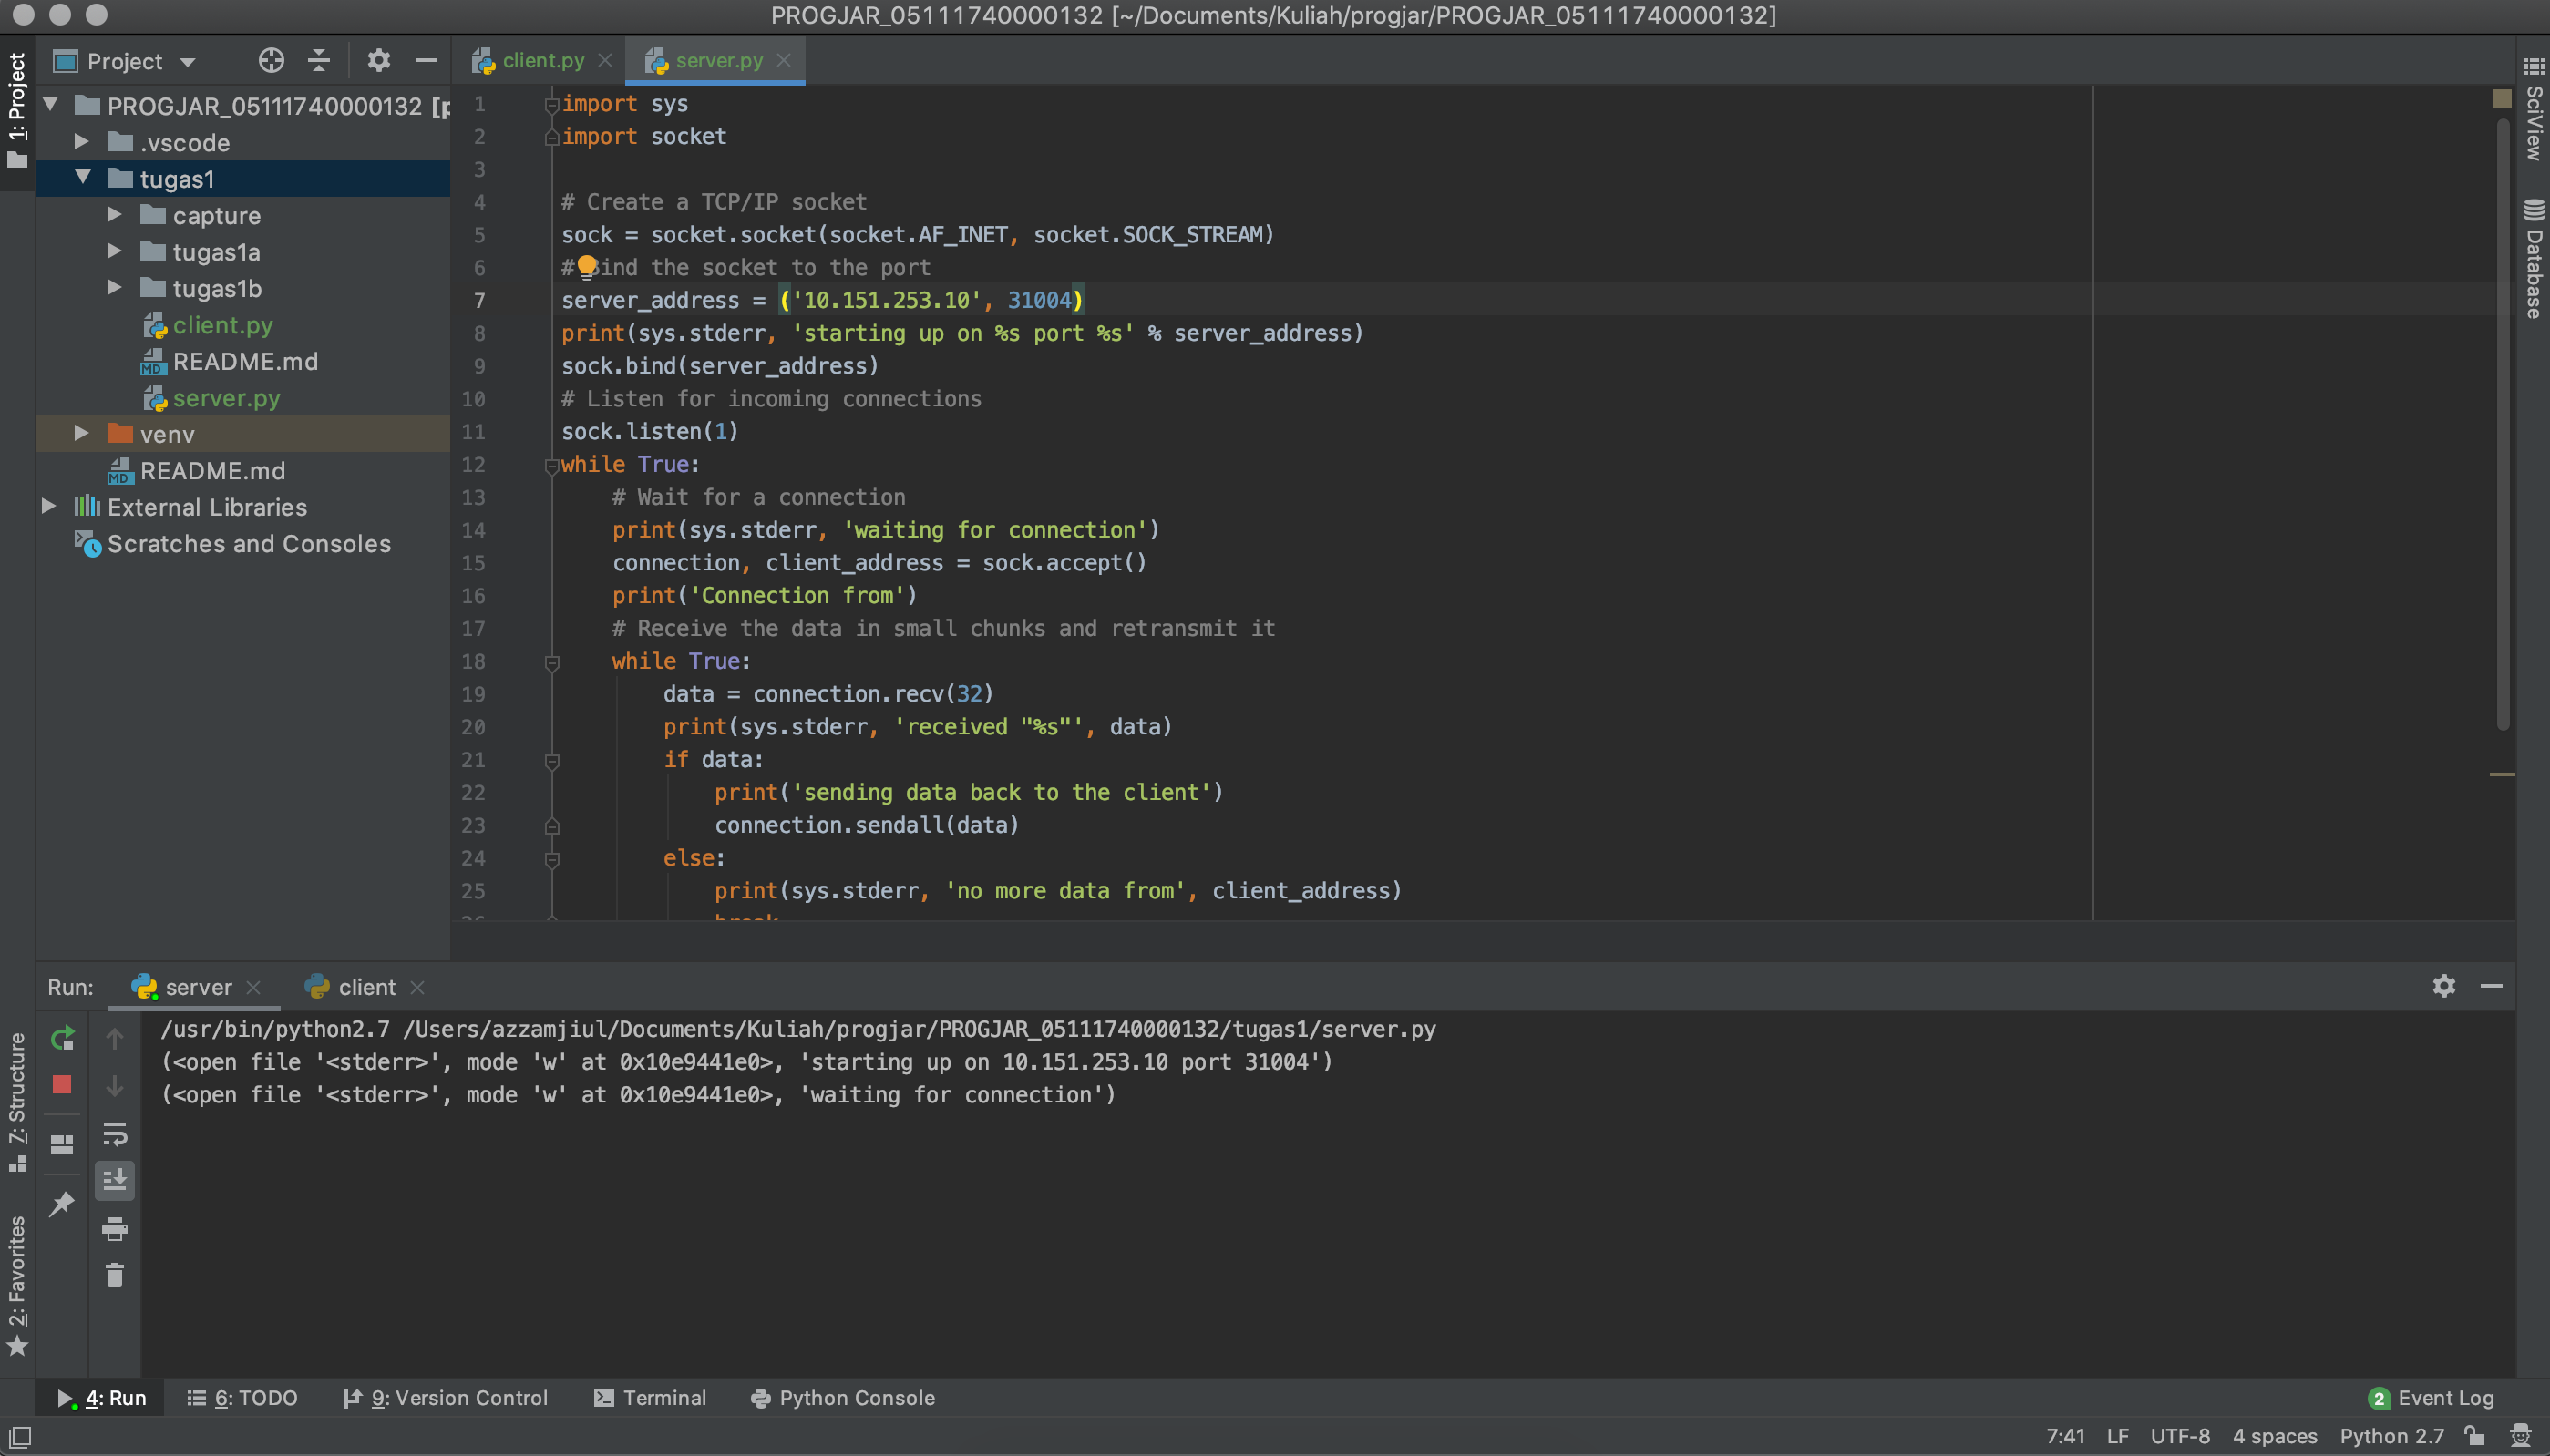 PROGJAR_05111740000132 [~/Documents/Kuliah/progjar/PROGJAR_05111740000132]
1: Project
Project
client.py
server.py
PROGJAR_05111740000132 [p
.vscode
tugas1
capture
tugas1a
tugas1b
client.py
README.md
server.py
venv
README.md
External Libraries
Scratches and Consoles
1 import sys
2 import socket
3
4 # Create a TCP/IP socket
5 sock = socket.socket(socket.AF_INET, socket.SOCK_STREAM)
6 # Bind the socket to the port
7 server_address = ('10.151.253.10', 31004)
8 print(sys.stderr, 'starting up on %s port %s' % server_address)
9 sock.bind(server_address)
10 # Listen for incoming connections
11 sock.listen(1)
12 while True:
13     # Wait for a connection
14     print(sys.stderr, 'waiting for connection')
15     connection, client_address = sock.accept()
16     print('Connection from')
17     # Receive the data in small chunks and retransmit it
18     while True:
19         data = connection.recv(32)
20         print(sys.stderr, 'received "%s"', data)
21         if data:
22             print('sending data back to the client')
23             connection.sendall(data)
24         else:
25             print(sys.stderr, 'no more data from', client_address)
26             break
SciView
Database
Run:
server
client
/usr/bin/python2.7 /Users/azzamjiul/Documents/Kuliah/progjar/PROGJAR_05111740000132/tugas1/server.py
(<open file '<stderr>', mode 'w' at 0x10e9441e0>, 'starting up on 10.151.253.10 port 31004')
(<open file '<stderr>', mode 'w' at 0x10e9441e0>, 'waiting for connection')
7: Structure
2: Favorites
4: Run
6: TODO
9: Version Control
Terminal
Python Console
2 Event Log
7:41 LF UTF-8 4 spaces Python 2.7